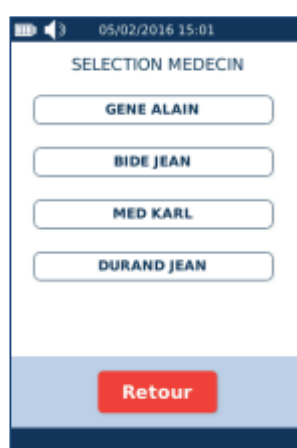 05/02/2016 15:01
SELECTION MEDECIN
GENE ALAIN
BIDE JEAN
MED KARL
DURAND JEAN
Retour